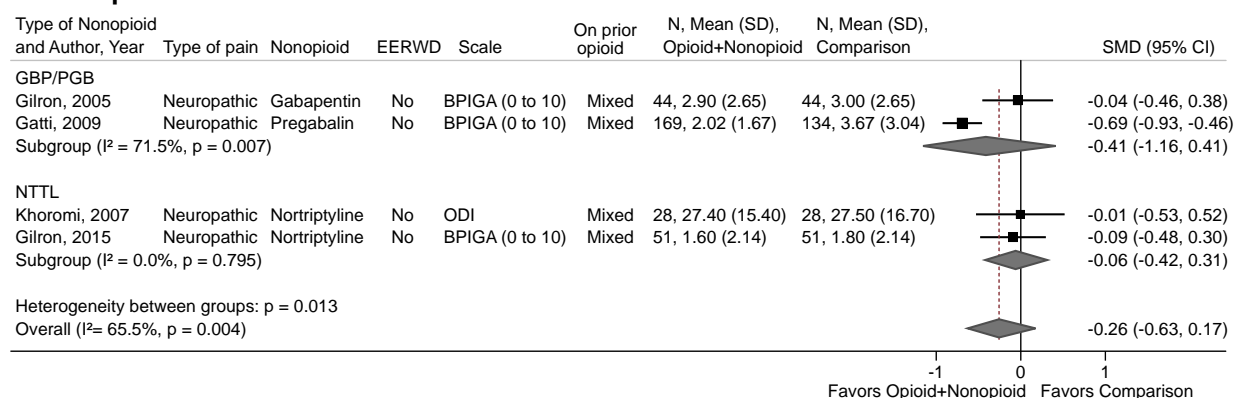 Type of Nonopioid and Author, Year Type of pain Nonopioid EERWD Scale On prior opioid N, Mean (SD), Opioid+Nonopioid N, Mean (SD), Comparison SMD (95% CI)
GBP/PGB
Gilron, 2005 Neuropathic Gabapentin No BPIGA (0 to 10) Mixed 44, 2.90 (2.65) 44, 3.00 (2.65) -0.04 (-0.46, 0.38)
Gatti, 2009 Neuropathic Pregabalin No BPIGA (0 to 10) Mixed 169, 2.02 (1.67) 134, 3.67 (3.04) -0.69 (-0.93, -0.46)
Subgroup (I² = 71.5%, p = 0.007) -0.41 (-1.16, 0.41)
NTTL
Khoromi, 2007 Neuropathic Nortriptyline No ODI Mixed 28, 27.40 (15.40) 28, 27.50 (16.70) -0.01 (-0.53, 0.52)
Gilron, 2015 Neuropathic Nortriptyline No BPIGA (0 to 10) Mixed 51, 1.60 (2.14) 51, 1.80 (2.14) -0.09 (-0.48, 0.30)
Subgroup (I² = 0.0%, p = 0.795) -0.06 (-0.42, 0.31)
Heterogeneity between groups: p = 0.013
Overall (I²= 65.5%, p = 0.004) -0.26 (-0.63, 0.17)
-1 0 1
Favors Opioid+Nonopioid Favors Comparison